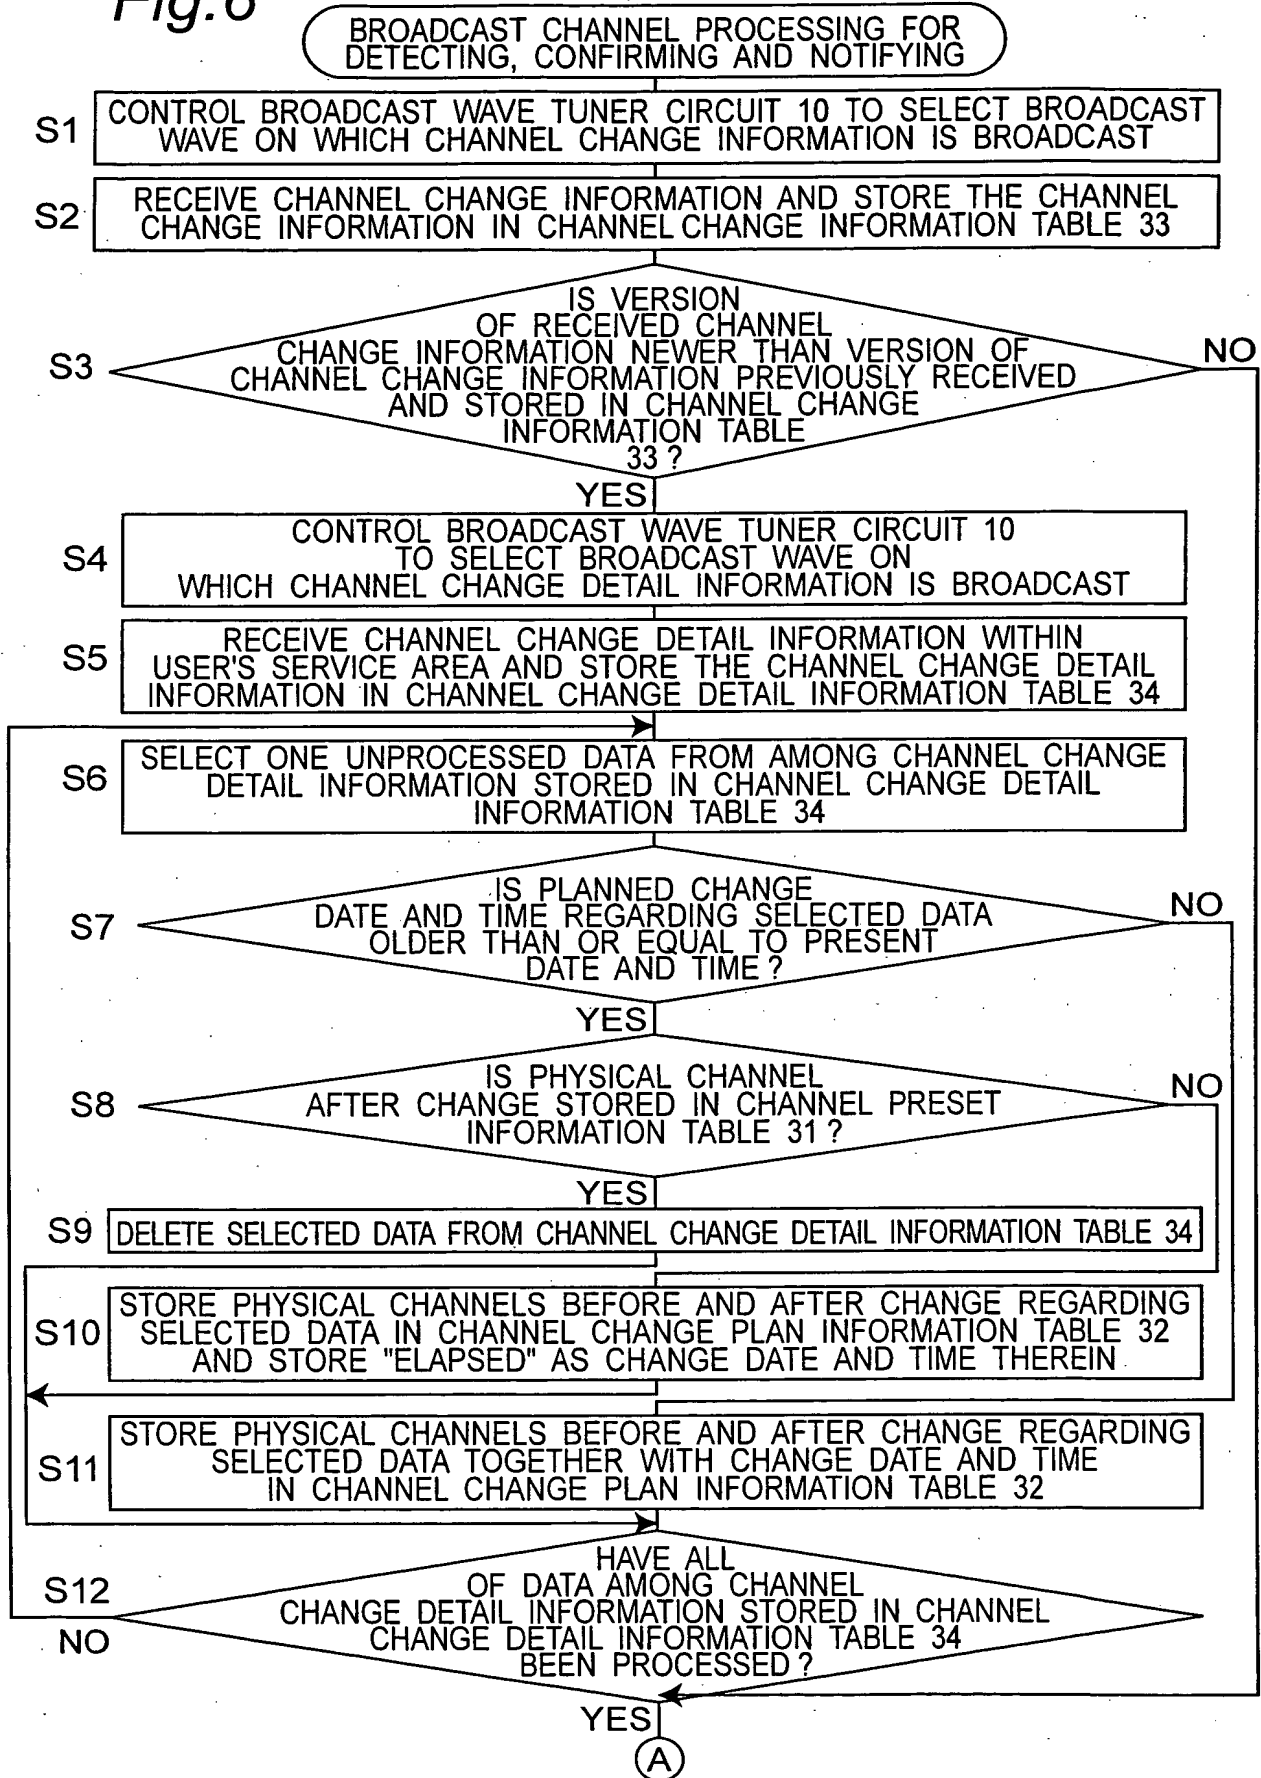 Fig.6
BROADCAST CHANNEL PROCESSING FOR
DETECTING, CONFIRMING AND NOTIFYING
S1
CONTROL BROADCAST WAVE TUNER CIRCUIT 10 TO SELECT BROADCAST
WAVE ON WHICH CHANNEL CHANGE INFORMATION IS BROADCAST
S2
RECEIVE CHANNEL CHANGE INFORMATION AND STORE THE CHANNEL
CHANGE INFORMATION IN CHANNEL CHANGE INFORMATION TABLE 33
S3
IS VERSION
OF RECEIVED CHANNEL
CHANGE INFORMATION NEWER THAN VERSION OF
CHANNEL CHANGE INFORMATION PREVIOUSLY RECEIVED
AND STORED IN CHANNEL CHANGE
INFORMATION TABLE
33 ?
NO
YES
S4
CONTROL BROADCAST WAVE TUNER CIRCUIT 10
TO SELECT BROADCAST WAVE ON
WHICH CHANNEL CHANGE DETAIL INFORMATION IS BROADCAST
S5
RECEIVE CHANNEL CHANGE DETAIL INFORMATION WITHIN
USER'S SERVICE AREA AND STORE THE CHANNEL CHANGE DETAIL
INFORMATION IN CHANNEL CHANGE DETAIL INFORMATION TABLE 34
S6
SELECT ONE UNPROCESSED DATA FROM AMONG CHANNEL CHANGE
DETAIL INFORMATION STORED IN CHANNEL CHANGE DETAIL
INFORMATION TABLE 34
S7
IS PLANNED CHANGE
DATE AND TIME REGARDING SELECTED DATA
OLDER THAN OR EQUAL TO PRESENT
DATE AND TIME ?
NO
YES
S8
IS PHYSICAL CHANNEL
AFTER CHANGE STORED IN CHANNEL PRESET
INFORMATION TABLE 31 ?
NO
YES
S9
DELETE SELECTED DATA FROM CHANNEL CHANGE DETAIL INFORMATION TABLE 34
S10
STORE PHYSICAL CHANNELS BEFORE AND AFTER CHANGE REGARDING
SELECTED DATA IN CHANNEL CHANGE PLAN INFORMATION TABLE 32
AND STORE "ELAPSED" AS CHANGE DATE AND TIME THEREIN
S11
STORE PHYSICAL CHANNELS BEFORE AND AFTER CHANGE REGARDING
SELECTED DATA TOGETHER WITH CHANGE DATE AND TIME
IN CHANNEL CHANGE PLAN INFORMATION TABLE 32
S12
HAVE ALL
OF DATA AMONG CHANNEL
CHANGE DETAIL INFORMATION STORED IN CHANNEL
CHANGE DETAIL INFORMATION TABLE 34
BEEN PROCESSED ?
NO
YES
A